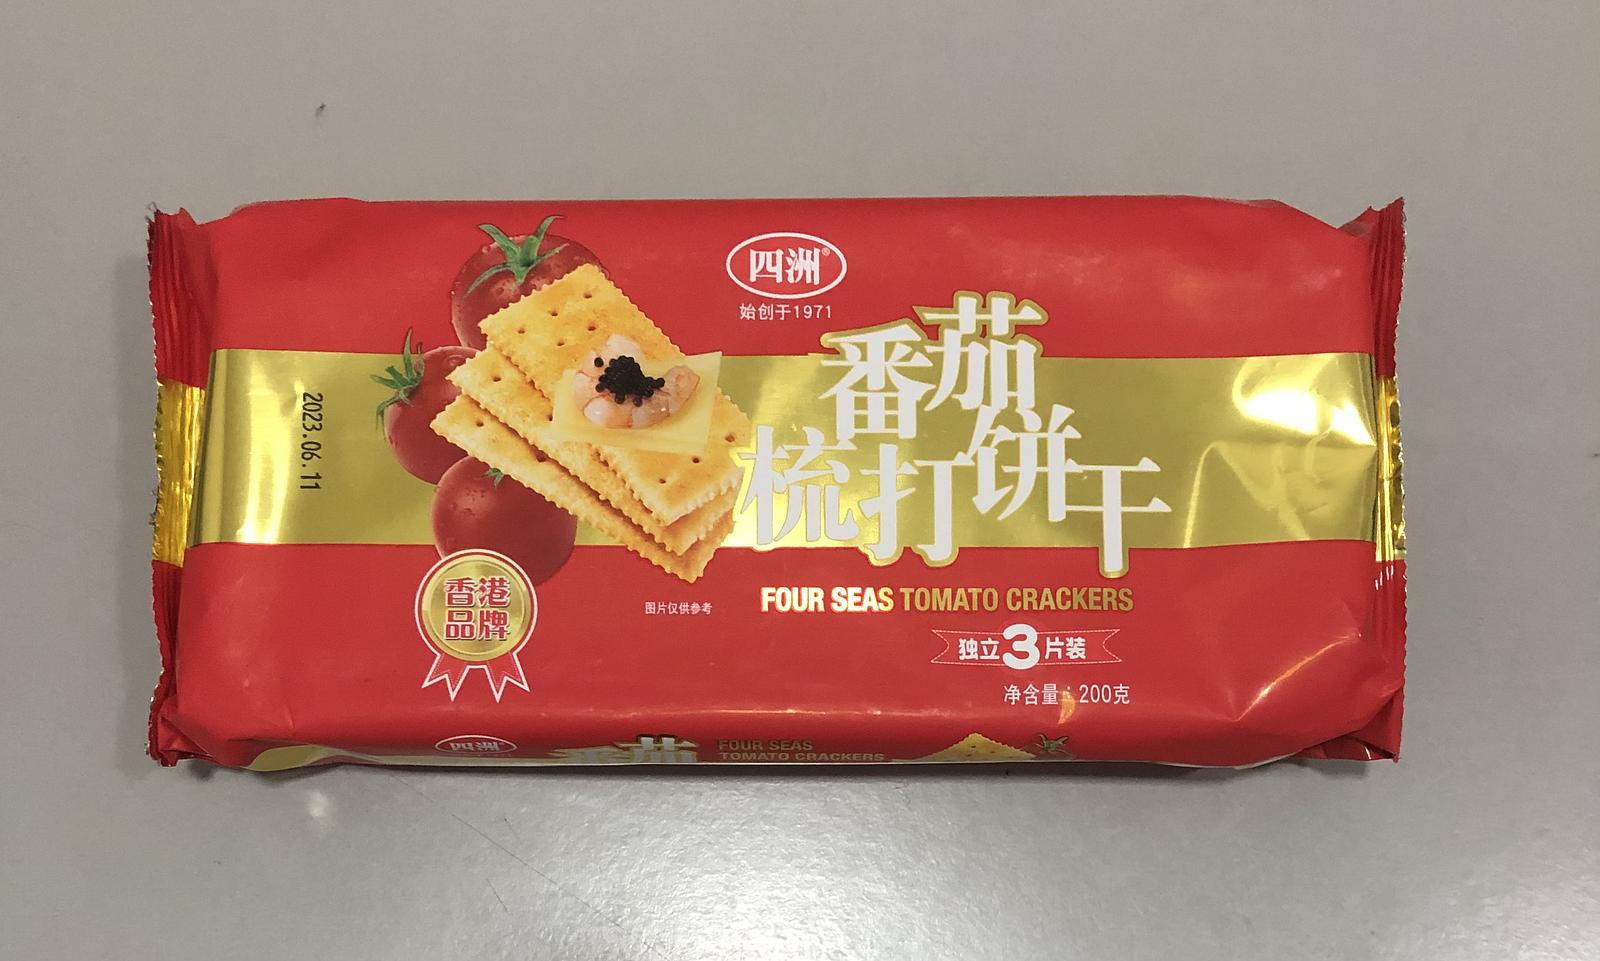 四洲®
始创于1971
番茄
梳打饼干
FOUR SEAS TOMATO CRACKERS
独立3片装
净含量：200克
图片仅供参考
香港
品牌
2023.06.11
四洲
番茄
FOUR SEAS
TOMATO CRACKERS